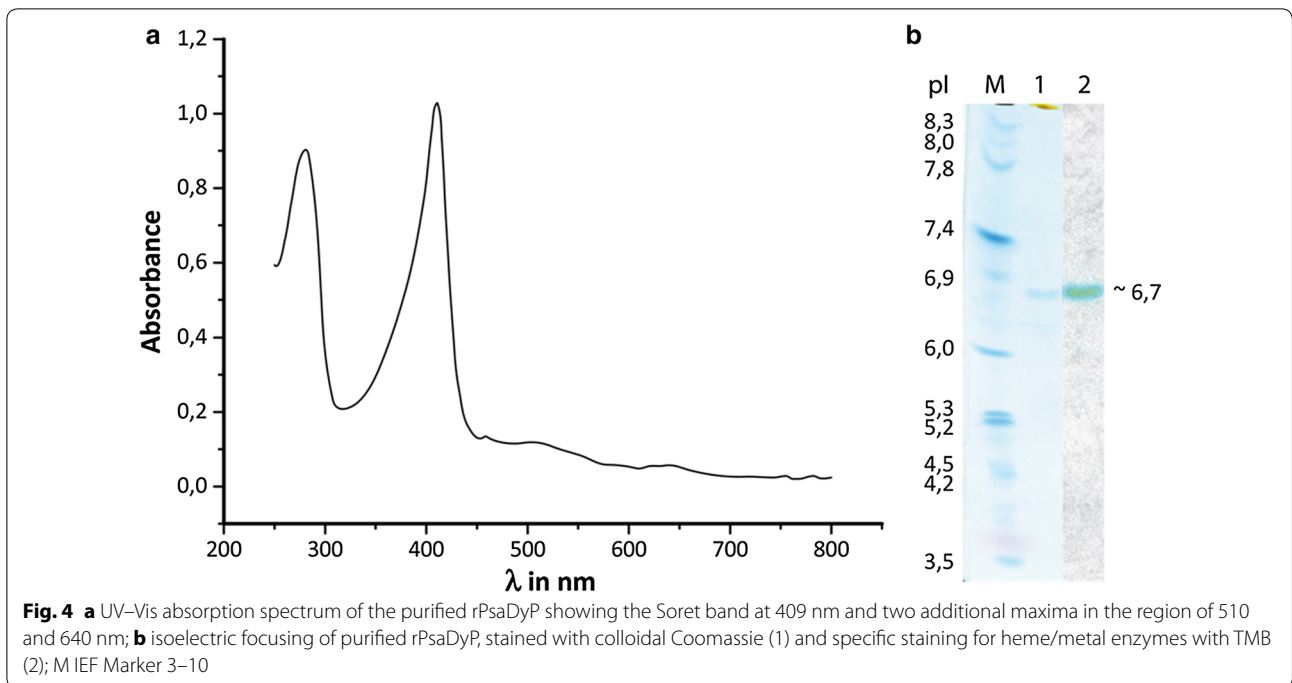 a
1,2
1,0
0,8
0,6
0,4
0,2
0,0
Absorbance
200 300 400 500 600 700 800
λ in nm
b
pI M 1 2
8,3
8,0
7,8
7,4
6,9
~ 6,7
6,0
5,3
5,2
4,5
4,2
3,5
Fig. 4 a UV–Vis absorption spectrum of the purified rPsaDyP showing the Soret band at 409 nm and two additional maxima in the region of 510
and 640 nm; b isoelectric focusing of purified rPsaDyP, stained with colloidal Coomassie (1) and specific staining for heme/metal enzymes with TMB
(2); M IEF Marker 3–10